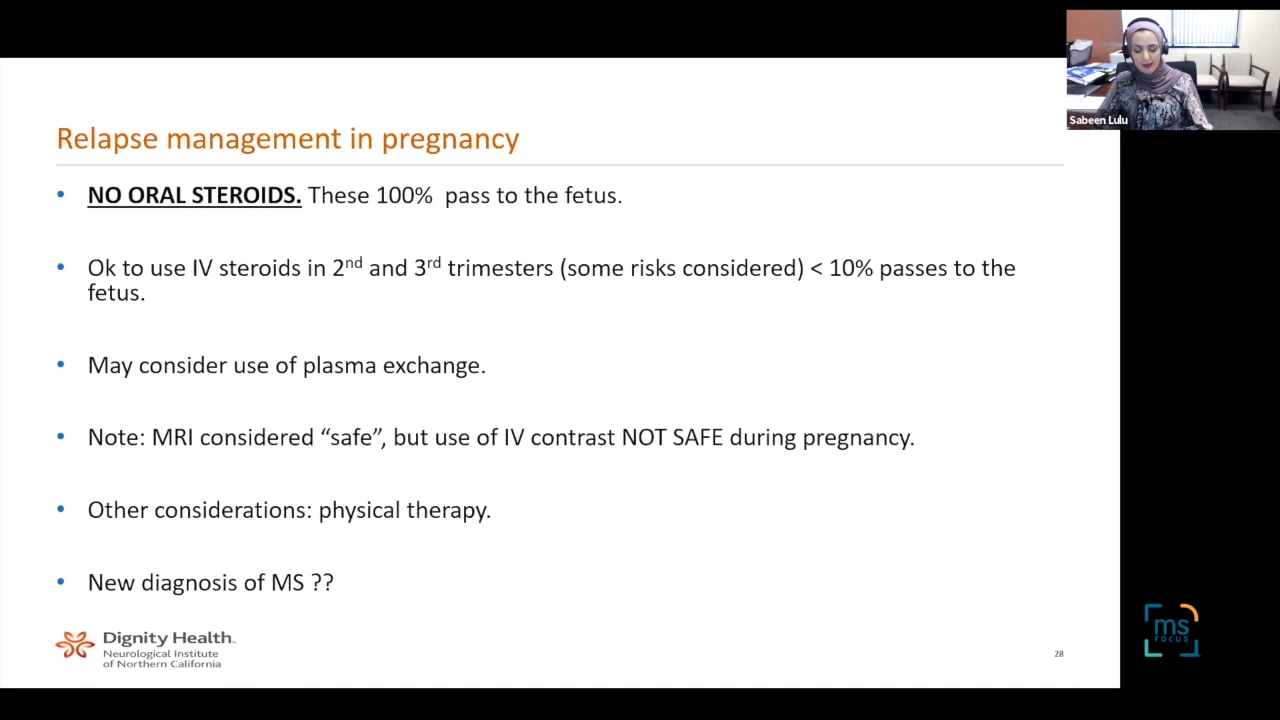 Sabeen Lulu
Relapse management in pregnancy
• NO ORAL STEROIDS. These 100% pass to the fetus.
• Ok to use IV steroids in 2nd and 3rd trimesters (some risks considered) < 10% passes to the
fetus.
• May consider use of plasma exchange.
• Note: MRI considered “safe”, but use of IV contrast NOT SAFE during pregnancy.
• Other considerations: physical therapy.
• New diagnosis of MS ??
Dignity Health™
Neurological Institute
of Northern California
28
ms
FOCUS